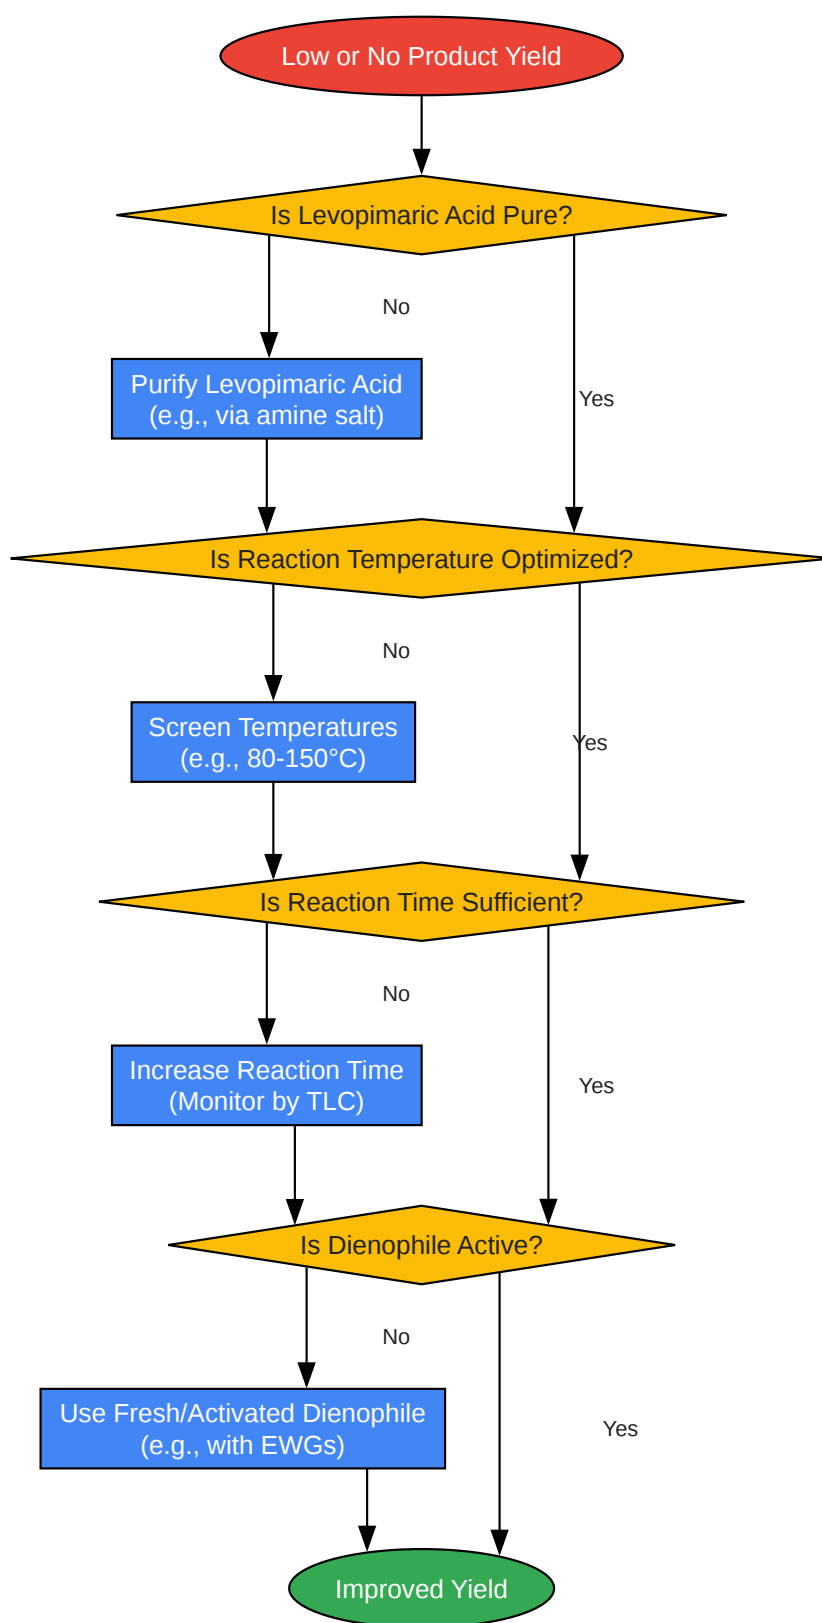 Low or No Product Yield
Is Levopimaric Acid Pure?
No
Purify Levopimaric Acid
(e.g., via amine salt)
Yes
Is Reaction Temperature Optimized?
No
Screen Temperatures
(e.g., 80-150°C)
Yes
Is Reaction Time Sufficient?
No
Increase Reaction Time
(Monitor by TLC)
Yes
Is Dienophile Active?
No
Use Fresh/Activated Dienophile
(e.g., with EWGs)
Yes
Improved Yield